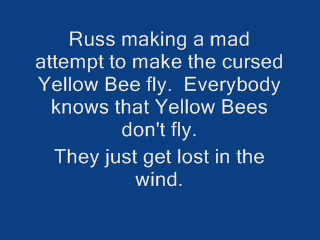 Russ making a mad
attempt to make the cursed
Yellow Bee fly.  Everybody
knows that Yellow Bees
don't fly.
They just get lost in the
wind.